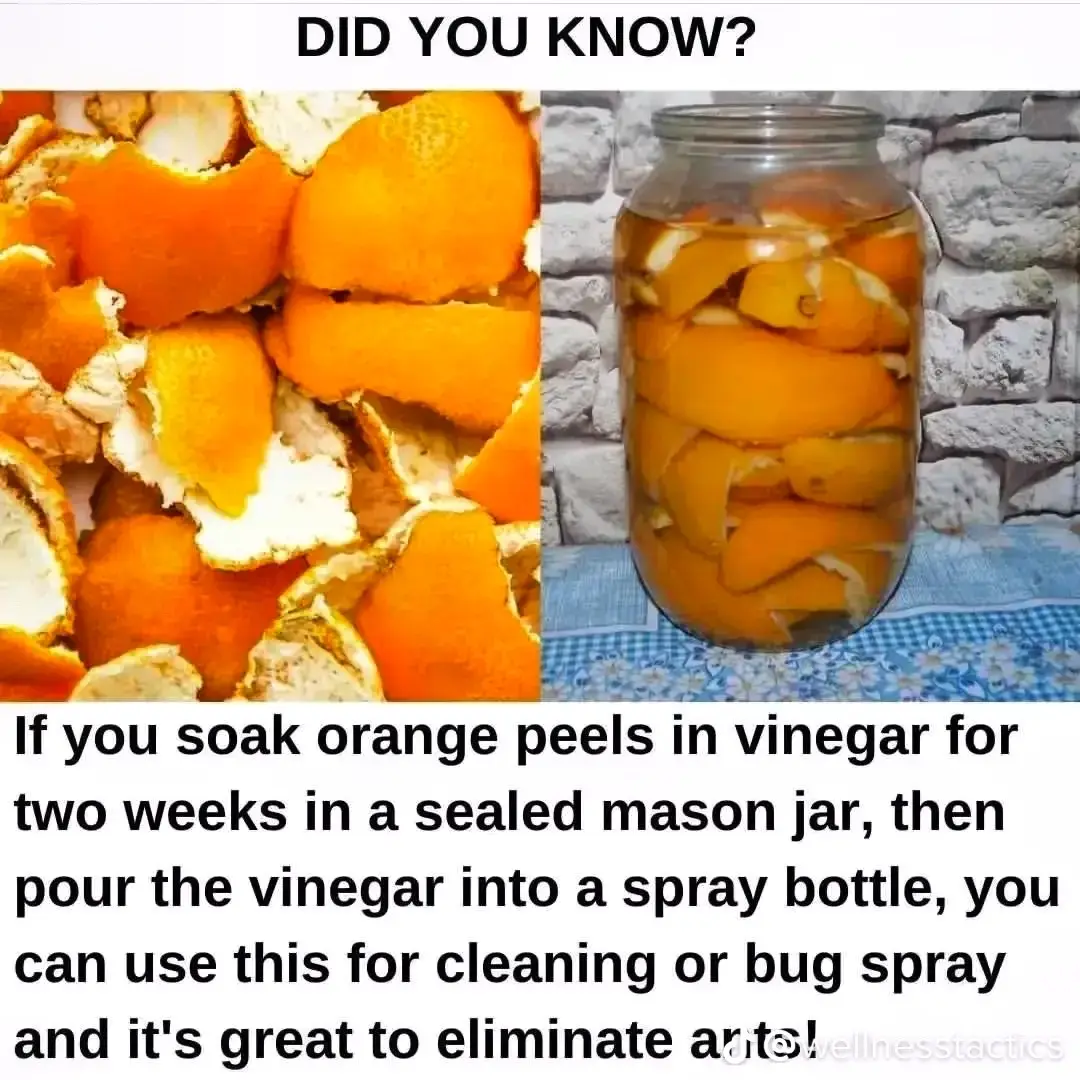 DID YOU KNOW?
If you soak orange peels in vinegar for
two weeks in a sealed mason jar, then
pour the vinegar into a spray bottle, you
can use this for cleaning or bug spray
and it's great to eliminate ants!
@wellnesstactics